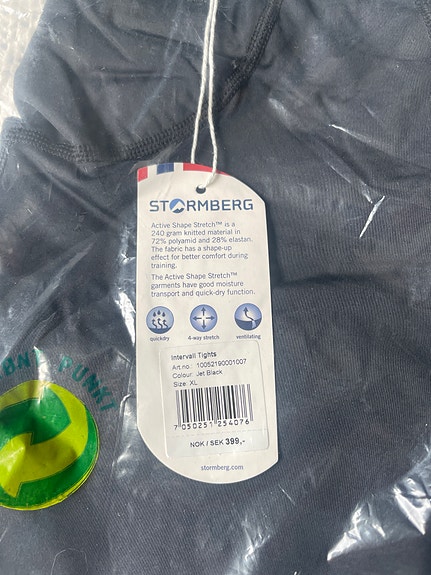 STORMBERG
Active Shape Stretch™ is a
240 gram knitted material in
72% polyamid and 28% elastan.
The fabric has a shape-up
effect for better comfort during
training.
The Active Shape Stretch™
garments have good moisture
transport and quick-dry function.
quickdry 4-way stretch ventilating
Intervall Tights
Art.no.: 10052190001007
Colour: Jet Black
Size: XL
7 050251 254076
NOK / SEK 399,-
stormberg.com
PUNKT